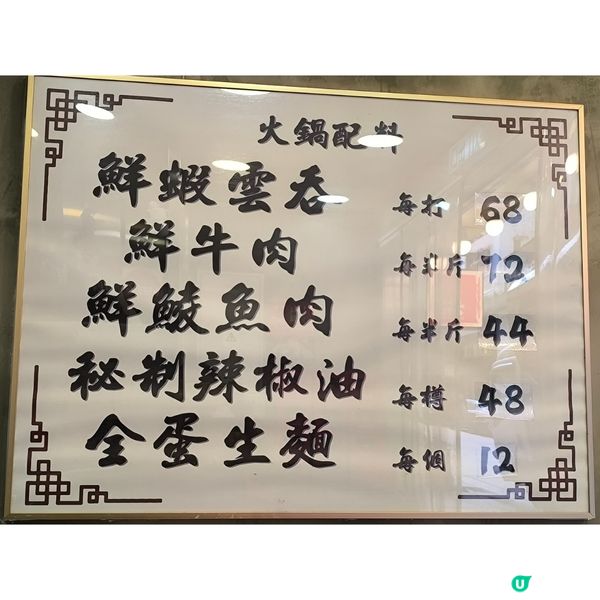 火鍋配料
鮮蝦雲吞 每打 68
鮮牛肉 每半斤 72
鮮鯪魚肉 每半斤 44
秘制辣椒油 每樽 48
全蛋生麵 每個 12
U